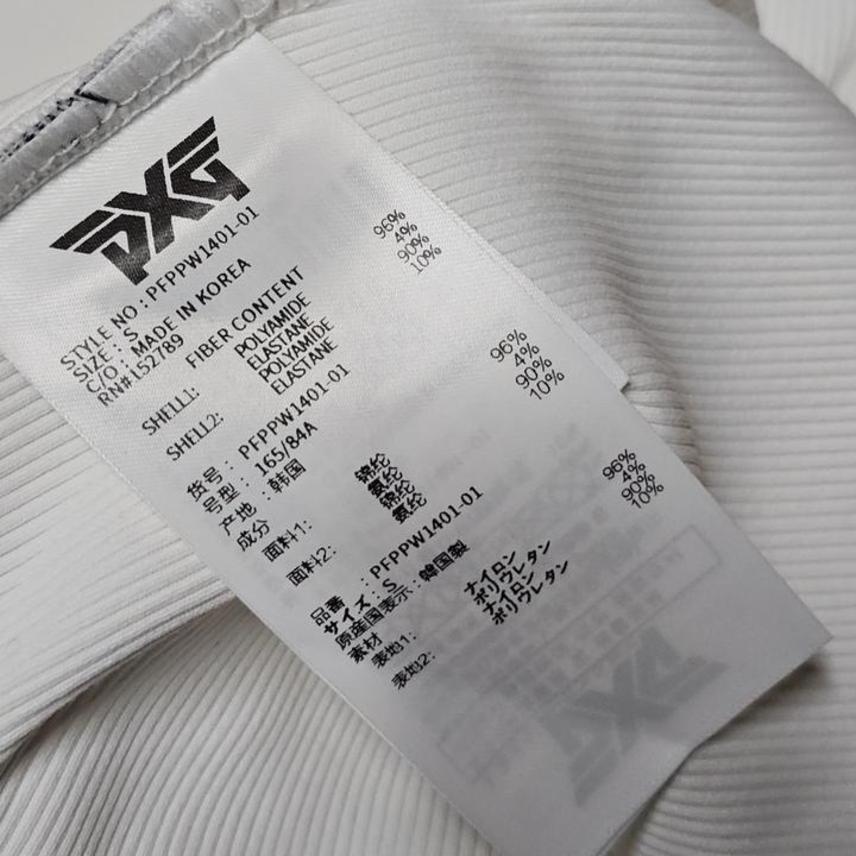 PXG
STYLE NO : PFPPW1401-01
SIZE : S
C/O : MADE IN KOREA
RN#152789
FIBER CONTENT
SHELL1: POLYAMIDE 96%
ELASTANE 4%
SHELL2: POLYAMIDE 90%
ELASTANE 10%
货号 : PFPPW1401-01
号型 : 165/84A
产地 : 韩国
成分
面料1: 锦纶 96%
氨纶 4%
面料2: 锦纶 90%
氨纶 10%
品番 : PFPPW1401-01
サイズ : S
原産国表示 : 韓国製
素材
表地1: ナイロン 96%
ポリウレタン 4%
表地2: ナイロン 90%
ポリウレタン 10%